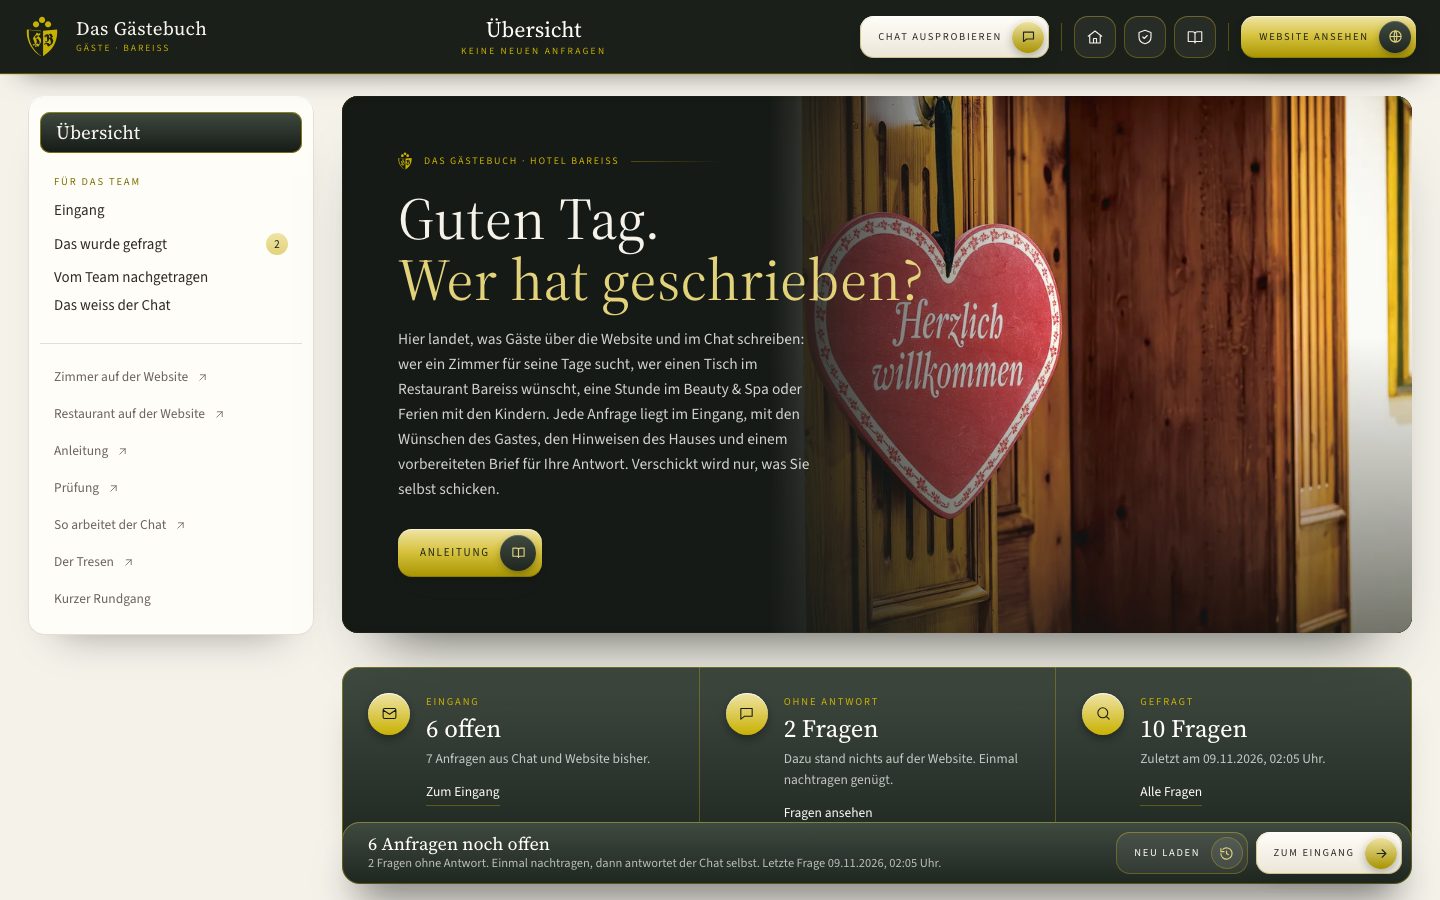 Das Gästebuch
GÄSTE · BAREISS
Übersicht
KEINE NEUEN ANFRAGEN
CHAT AUSPROBIEREN
WEBSITE ANSEHEN
Übersicht
FÜR DAS TEAM
Eingang
Das wurde gefragt
2
Vom Team nachgetragen
Das weiss der Chat
Zimmer auf der Website
Restaurant auf der Website
Anleitung
Prüfung
So arbeitet der Chat
Der Tresen
Kurzer Rundgang
DAS GÄSTEBUCH · HOTEL BAREISS
Guten Tag.
Wer hat geschrieben?
Hier landet, was Gäste über die Website und im Chat schreiben:
wer ein Zimmer für seine Tage sucht, wer einen Tisch im
Restaurant Bareiss wünscht, eine Stunde im Beauty & Spa oder
Ferien mit den Kindern. Jede Anfrage liegt im Eingang, mit den
Wünschen des Gastes, den Hinweisen des Hauses und einem
vorbereiteten Brief für Ihre Antwort. Verschickt wird nur, was Sie
selbst schicken.
ANLEITUNG
Herzlich
willkommen
EINGANG
6 offen
7 Anfragen aus Chat und Website bisher.
Zum Eingang
OHNE ANTWORT
2 Fragen
Dazu stand nichts auf der Website. Einmal
nachtragen genügt.
Fragen ansehen
GEFRAGT
10 Fragen
Zuletzt am 09.11.2026, 02:05 Uhr.
Alle Fragen
6 Anfragen noch offen
2 Fragen ohne Antwort. Einmal nachtragen, dann antwortet der Chat selbst. Letzte Frage 09.11.2026, 02:05 Uhr.
NEU LADEN
ZUM EINGANG